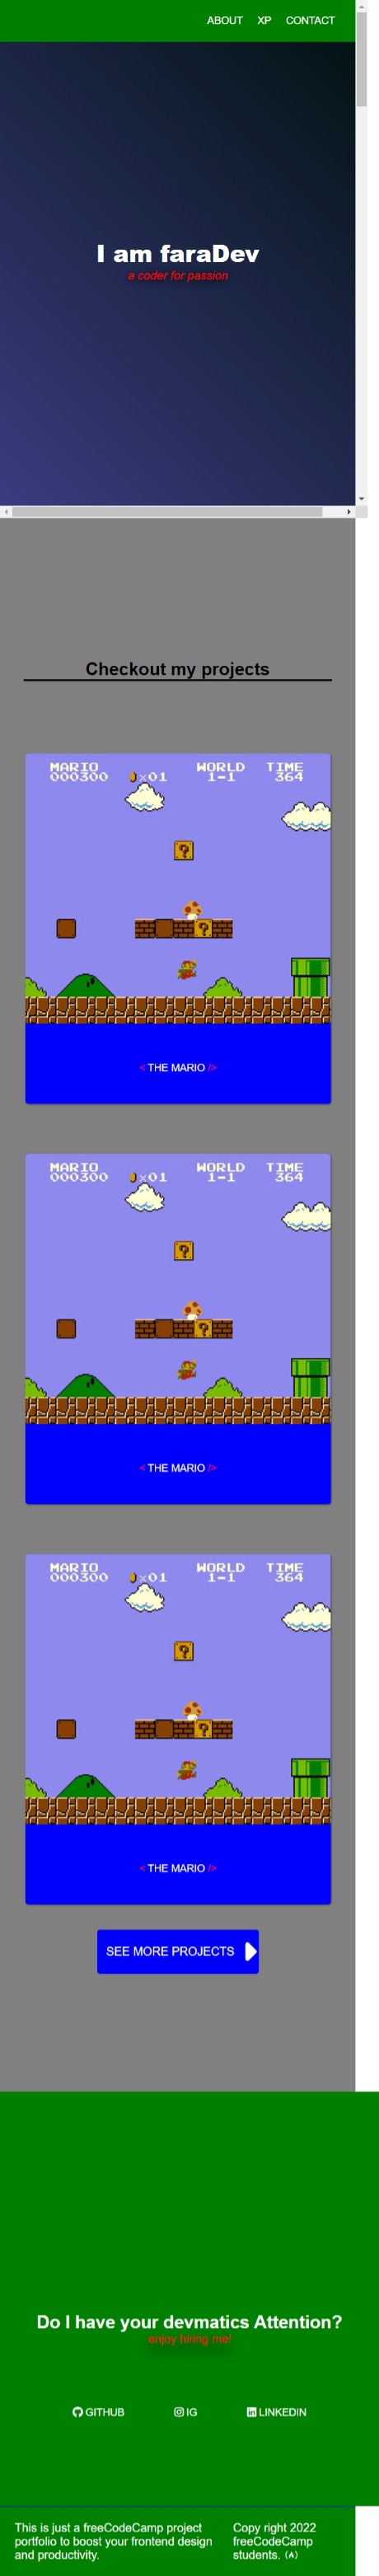 ABOUT XP CONTACT
I am faraDev
a coder for passion
Checkout my projects
MARIO WORLD TIME
000300 ×01 1-1 364
?
?
< THE MARIO />
MARIO WORLD TIME
000300 ×01 1-1 364
?
?
< THE MARIO />
MARIO WORLD TIME
000300 ×01 1-1 364
?
?
< THE MARIO />
SEE MORE PROJECTS
Do I have your devmatics Attention?
enjoy hiring me!
GITHUB IG LINKEDIN
This is just a freeCodeCamp project
portfolio to boost your frontend design
and productivity.
Copy right 2022
freeCodeCamp
students.